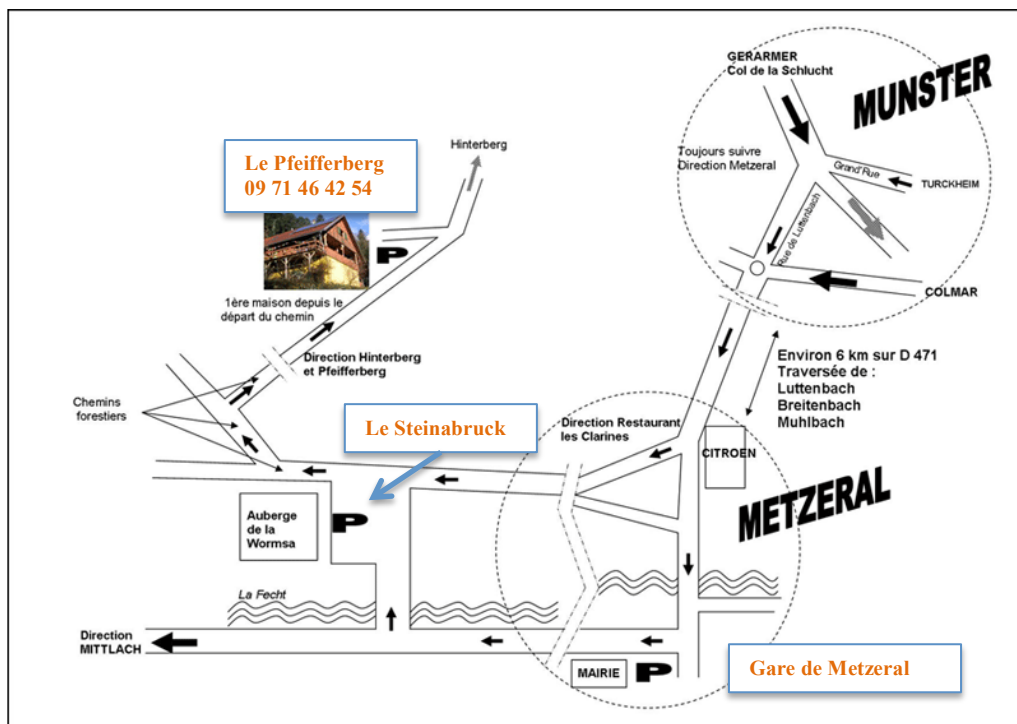 GERARMER
Col de la Schlucht
MUNSTER
Toujours suivre
Direction Metzeral
Grand'Rue
TURCKHEIM
Rue de Luttenbach
COLMAR
Hinterberg
Le Pfeifferberg
09 71 46 42 54
P
1ère maison depuis le
départ du chemin
Direction Hinterberg
et Pfeifferberg
Chemins
forestiers
Environ 6 km sur D 471
Traversée de :
Luttenbach
Breitenbach
Muhlbach
Le Steinabruck
Direction Restaurant
les Clarines
CITROEN
METZERAL
Auberge
de la
Wormsa
P
La Fecht
Direction
MITTLACH
MAIRIE
P
Gare de Metzeral